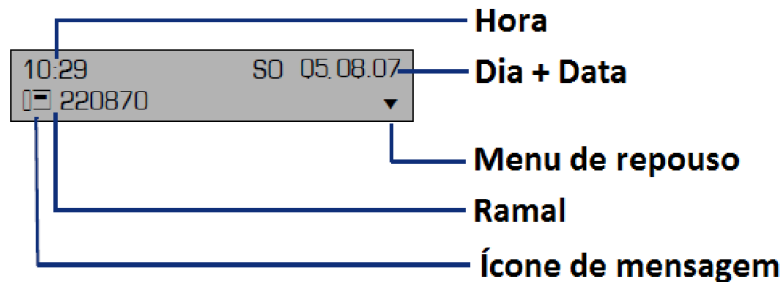 Hora
10:29 SO 05.08.07
Dia + Data
220870
Menu de repouso
Ramal
Ícone de mensagem